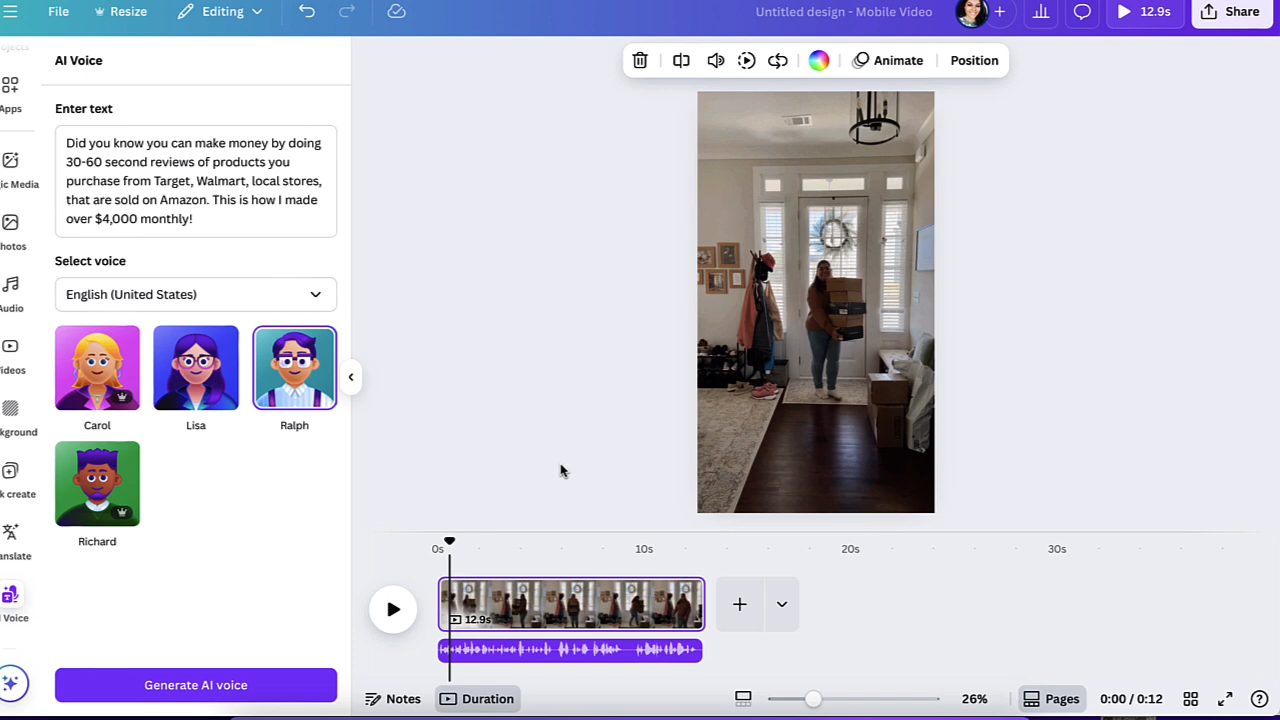 File
Resize
Editing
Untitled design - Mobile Video
12.9s
Share
Apps
Photos
Audio
Videos
AI Voice
Enter text
Did you know you can make money by doing
30-60 second reviews of products you
purchase from Target, Walmart, local stores,
that are sold on Amazon. This is how I made
over $4,000 monthly!
Select voice
English (United States)
Carol
Lisa
Ralph
Richard
Generate AI voice
Animate
Position
0s
10s
20s
30s
12.9s
Notes
Duration
26%
Pages
0:00 / 0:12